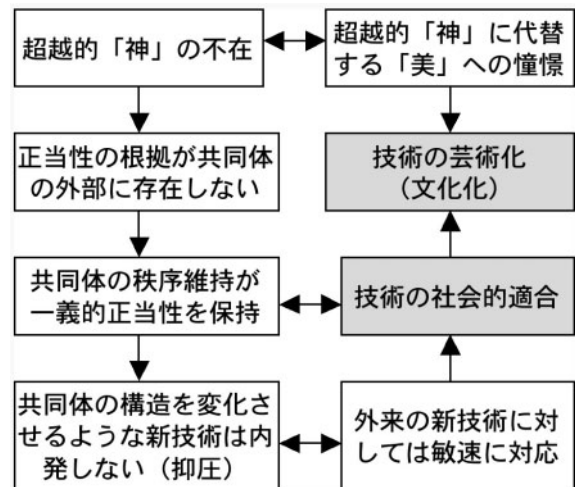 超越的「神」の不在
超越的「神」に代替
する「美」への憧憬
正当性の根拠が共同体
の外部に存在しない
技術の芸術化
（文化化）
共同体の秩序維持が
一義的正当性を保持
技術の社会的適合
共同体の構造を変化さ
せるような新技術は内
発しない（抑圧）
外来の新技術に対
しては敏速に対応